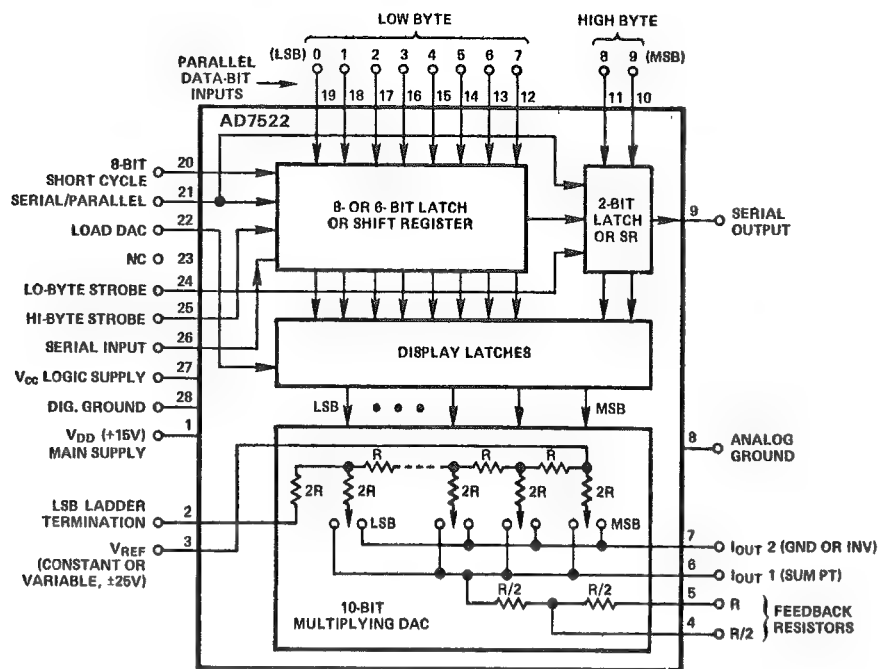 LOW BYTE
HIGH BYTE
(LSB) 0 1 2 3 4 5 6 7 8 9 (MSB)
PARALLEL
DATA-BIT
INPUTS
19 18 17 16 15 14 13 12 11 10
AD7522
8-BIT
SHORT CYCLE
20
SERIAL/PARALLEL
21
LOAD DAC
22
NC
23
LO-BYTE STROBE
24
HI-BYTE STROBE
25
SERIAL INPUT
26
VCC LOGIC SUPPLY
27
DIG. GROUND
28
VDD (+15V)
MAIN SUPPLY
1
LSB LADDER
TERMINATION
2
VREF
(CONSTANT OR
VARIABLE, ±25V)
3
8- OR 6- BIT LATCH
OR SHIFT REGISTER
2-BIT
LATCH
OR SR
9
SERIAL
OUTPUT
DISPLAY LATCHES
LSB
MSB
8
ANALOG
GROUND
R R R
2R 2R 2R 2R 2R
LSB
MSB
7
IOUT 2 (GND OR INV)
6
IOUT 1 (SUM PT)
R/2 R/2
5
R
4
R/2
FEEDBACK
RESISTORS
10-BIT
MULTIPLYING DAC